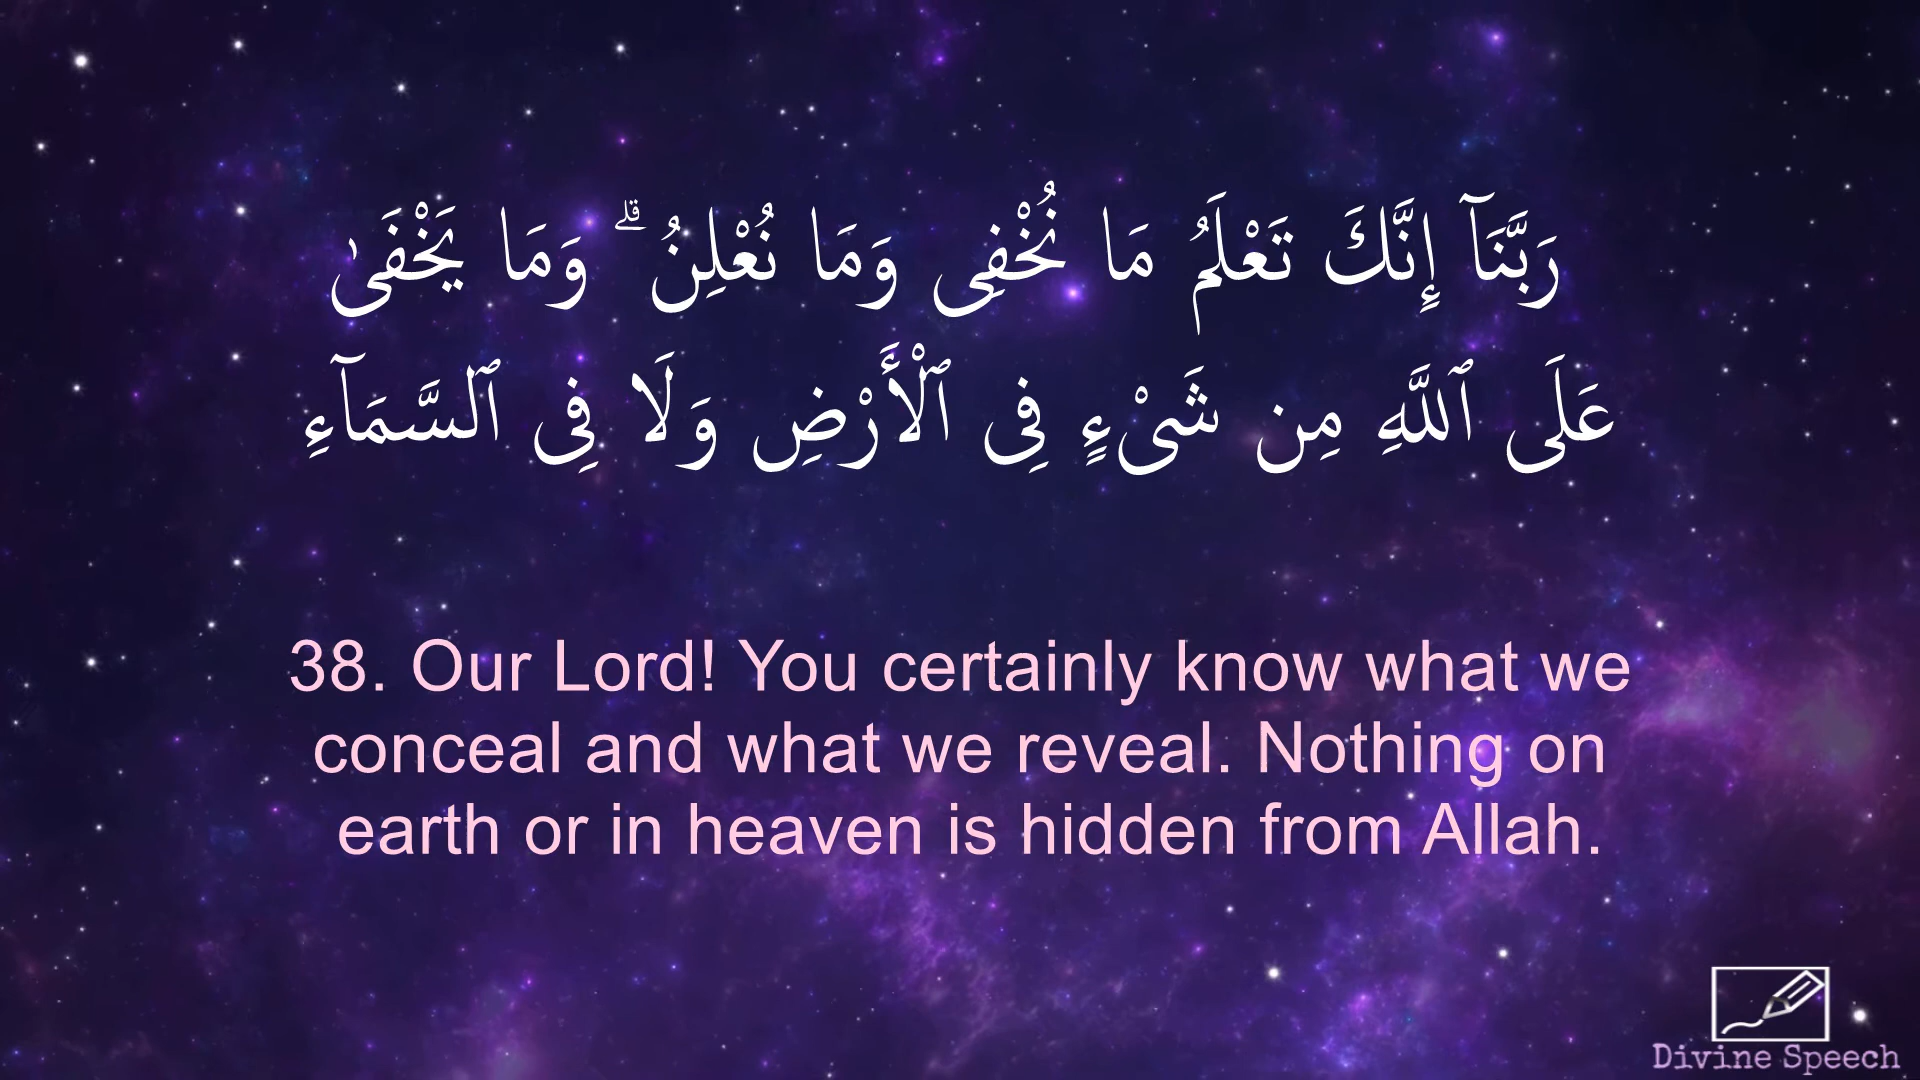 رَبَّنَآ إِنَّكَ تَعْلَمُ مَا نُخْفِى وَمَا نُعْلِنُ ۗ وَمَا يَخْفَىٰ
عَلَى ٱللَّهِ مِن شَىْءٍ فِى ٱلْأَرْضِ وَلَا فِى ٱلسَّمَآءِ
38. Our Lord! You certainly know what we
conceal and what we reveal. Nothing on
earth or in heaven is hidden from Allah.
Divine Speech